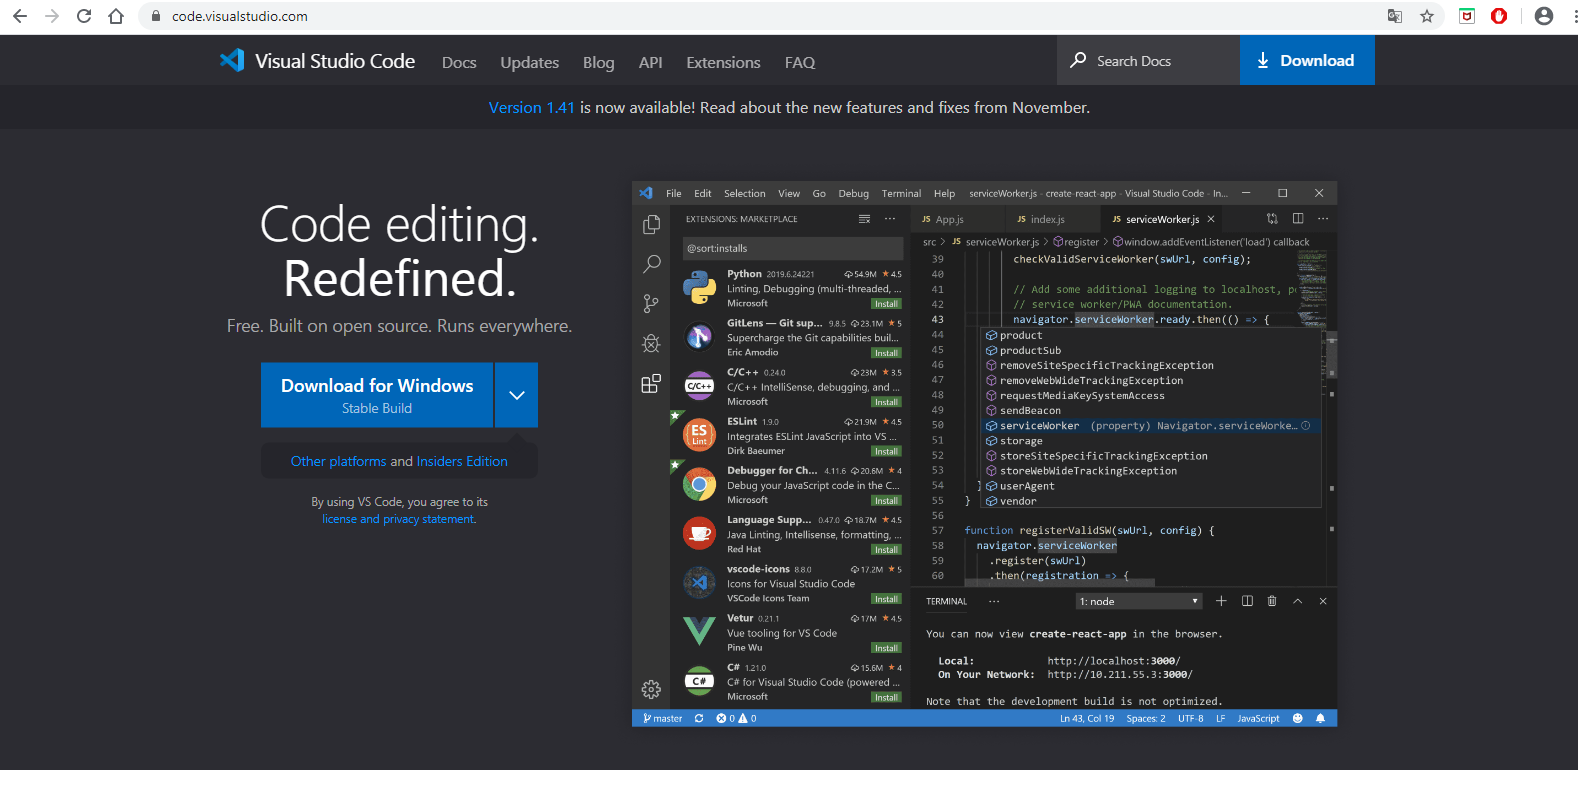 code.visualstudio.com
Visual Studio Code
Docs
Updates
Blog
API
Extensions
FAQ
Search Docs
Download
Version 1.41 is now available! Read about the new features and fixes from November.
Code editing.
Redefined.
Free. Built on open source. Runs everywhere.
Download for Windows
Stable Build
Other platforms and Insiders Edition
By using VS Code, you agree to its
license and privacy statement.
File Edit Selection View Go Debug Terminal Help serviceWorker.js - create-react-app - Visual Studio Code - In...
EXTENSIONS: MARKETPLACE
@sort:installs
Python 2019.6.24221 54.9M ★ 4.5
Linting, Debugging (multi-threaded, ...
Microsoft Install
GitLens — Git sup... 9.8.5 23.1M ★ 5
Supercharge the Git capabilities buil...
Eric Amodio Install
C/C++ 0.24.0 23M ★ 3.5
C/C++ IntelliSense, debugging, and ...
Microsoft Install
ESLint 1.9.0 21.9M ★ 4.5
Integrates ESLint JavaScript into VS ...
Dirk Baeumer Install
Debugger for Ch... 4.11.6 20.6M ★ 4
Debug your JavaScript code in the C...
Microsoft Install
Language Supp... 0.47.0 18.7M ★ 4.5
Java Linting, Intellisense, formatting, ...
Red Hat Install
vscode-icons 8.8.0 17.2M ★ 5
Icons for Visual Studio Code
VSCode Icons Team Install
Vetur 0.21.1 17M ★ 4.5
Vue tooling for VS Code
Pine Wu Install
C# 1.21.0 15.6M ★ 4
C# for Visual Studio Code (powered ...
Microsoft Install
C/C++
ES
Lint
C#
JS App.js
JS index.js
JS serviceWorker.js
src > JS serviceWorker.js > register > window.addEventListener('load') callback
39 checkValidServiceWorker(swUrl, config);
40
41 // Add some additional logging to localhost, po
42 // service worker/PWA documentation.
43 navigator.serviceWorker.ready.then(() => {
44 product
45 productSub
46 removeSiteSpecificTrackingException
47 removeWebWideTrackingException
48 requestMediaKeySystemAccess
49 sendBeacon
50 serviceWorker (property) Navigator.serviceWorke...
51 storage
52 storeSiteSpecificTrackingException
53 storeWebWideTrackingException
54 } userAgent
55 } vendor
56
57 function registerValidSW(swUrl, config) {
58 navigator.serviceWorker
59 .register(swUrl)
60 .then(registration => {
TERMINAL ... 1: node
You can now view create-react-app in the browser.
Local: http://localhost:3000/
On Your Network: http://10.211.55.3:3000/
Note that the development build is not optimized.
master 0 0 Ln 43, Col 19 Spaces: 2 UTF-8 LF JavaScript